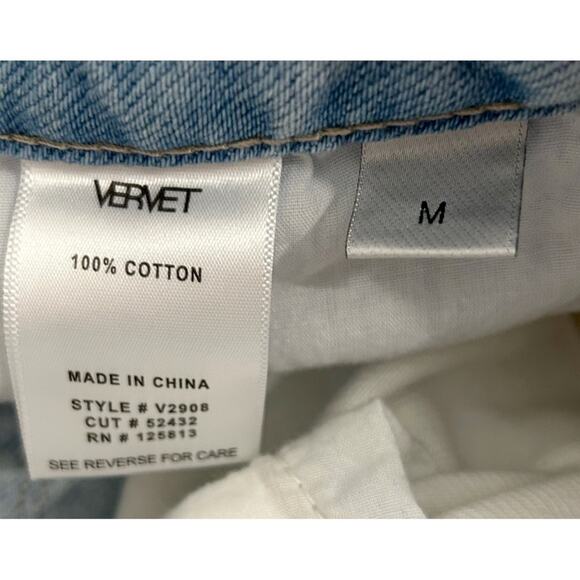 VERVET
M
100% COTTON
MADE IN CHINA
STYLE # V2908
CUT # 52432
RN # 125813
SEE REVERSE FOR CARE